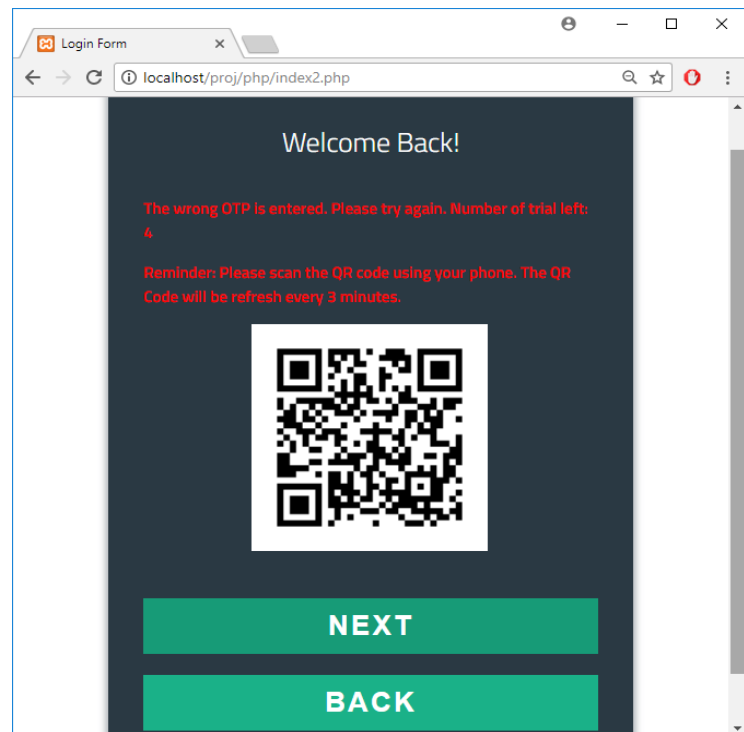 Login Form
localhost/proj/php/index2.php
Welcome Back!
The wrong OTP is entered. Please try again. Number of trial left:
4
Reminder: Please scan the QR code using your phone. The QR
Code will be refresh every 3 minutes.
NEXT
BACK